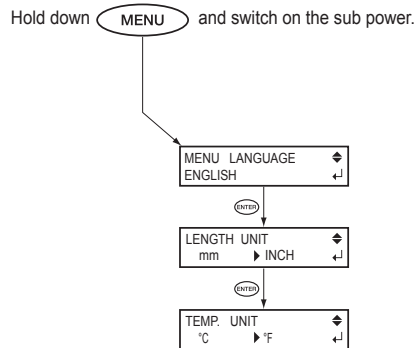 Hold down MENU and switch on the sub power.
MENU LANGUAGE
ENGLISH
ENTER
LENGTH UNIT
mm INCH
ENTER
TEMP. UNIT
°C °F